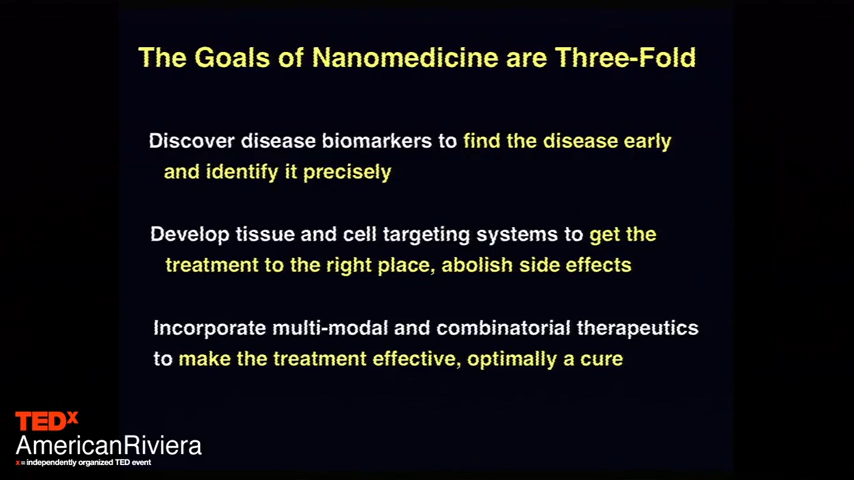 The Goals of Nanomedicine are Three-Fold
Discover disease biomarkers to find the disease early
and identify it precisely
Develop tissue and cell targeting systems to get the
treatment to the right place, abolish side effects
Incorporate multi-modal and combinatorial therapeutics
to make the treatment effective, optimally a cure
TEDx
AmericanRiviera
x = independently organized TED event